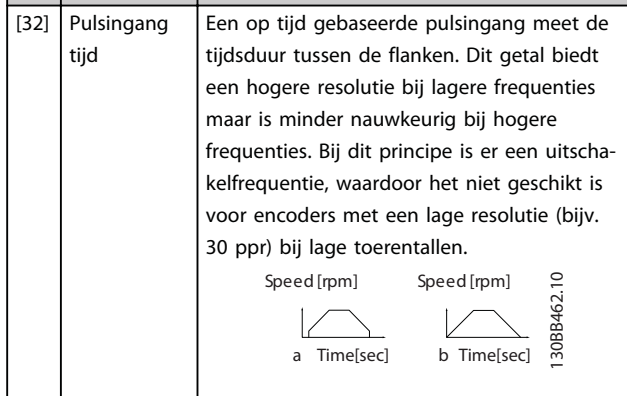 [32] Pulsingang Een op tijd gebaseerde pulsingang meet de
tijd tijdsduur tussen de flanken. Dit getal biedt
een hogere resolutie bij lagere frequenties
maar is minder nauwkeurig bij hogere
frequenties. Bij dit principe is er een uitscha-
kelfrequentie, waardoor het niet geschikt is
voor encoders met een lage resolutie (bijv.
30 ppr) bij lage toerentallen.
Speed [rpm] Speed [rpm]
a Time[sec] b Time[sec]
130BB462.10